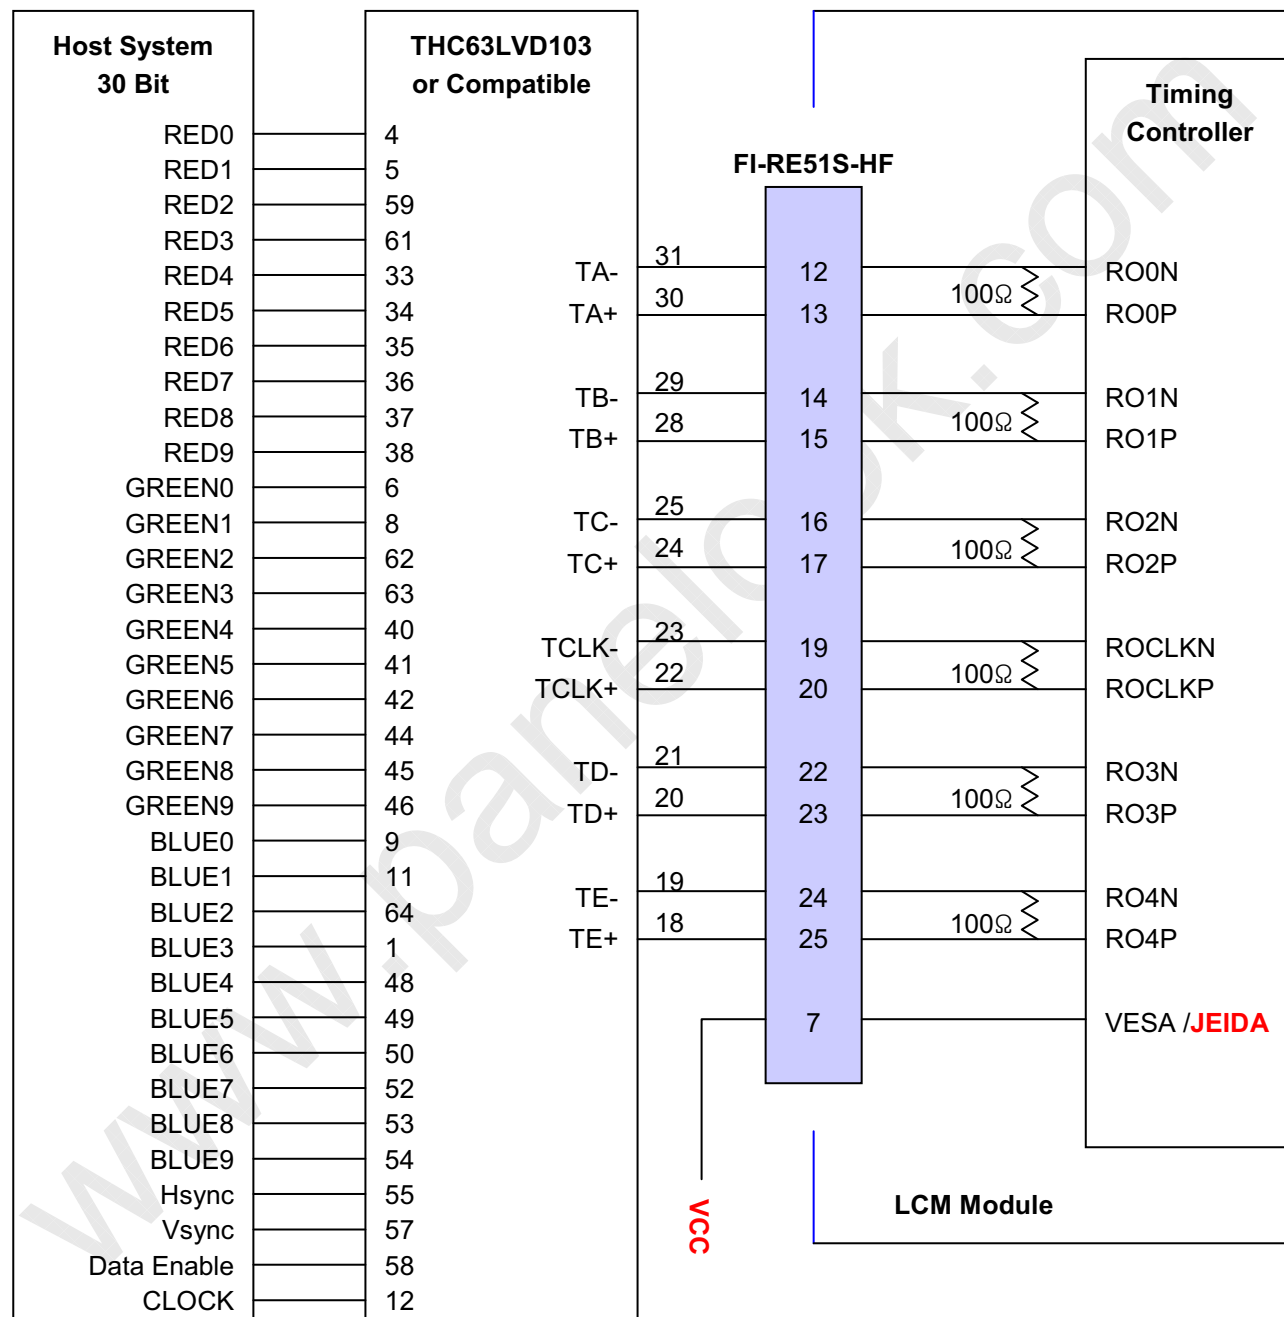 Host System
30 Bit
RED0
RED1
RED2
RED3
RED4
RED5
RED6
RED7
RED8
RED9
GREEN0
GREEN1
GREEN2
GREEN3
GREEN4
GREEN5
GREEN6
GREEN7
GREEN8
GREEN9
BLUE0
BLUE1
BLUE2
BLUE3
BLUE4
BLUE5
BLUE6
BLUE7
BLUE8
BLUE9
Hsync
Vsync
Data Enable
CLOCK
THC63LVD103
or Compatible
4
5
59
61
33
34
35
36
37
38
6
8
62
63
40
41
42
44
45
46
9
11
64
1
48
49
50
52
53
54
55
57
58
12
TA-
TA+
TB-
TB+
TC-
TC+
TCLK-
TCLK+
TD-
TD+
TE-
TE+
31
30
29
28
25
24
23
22
21
20
19
18
FI-RE51S-HF
12
13
14
15
16
17
19
20
22
23
24
25
7
VCC
100Ω
100Ω
100Ω
100Ω
100Ω
100Ω
Timing
Controller
RO0N
RO0P
RO1N
RO1P
RO2N
RO2P
ROCLKN
ROCLKP
RO3N
RO3P
RO4N
RO4P
VESA /JEIDA
LCM Module
www.panelook.com